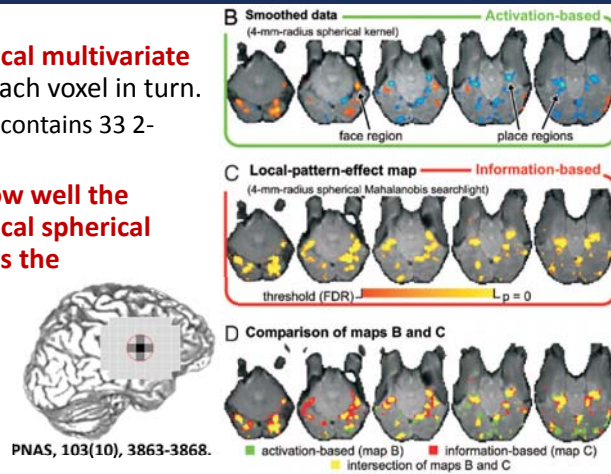 cal multivariate
ach voxel in turn.
contains 33 2-
ow well the
cal spherical
s the
PNAS, 103(10), 3863-3868.
B Smoothed data Activation-based
(4-mm-radius spherical kernel)
face region
place regions
C Local-pattern-effect map Information-based
(4-mm-radius spherical Mahalanobis searchlight)
threshold (FDR) p = 0
D Comparison of maps B and C
activation-based (map B) information-based (map C)
intersection of maps B and C